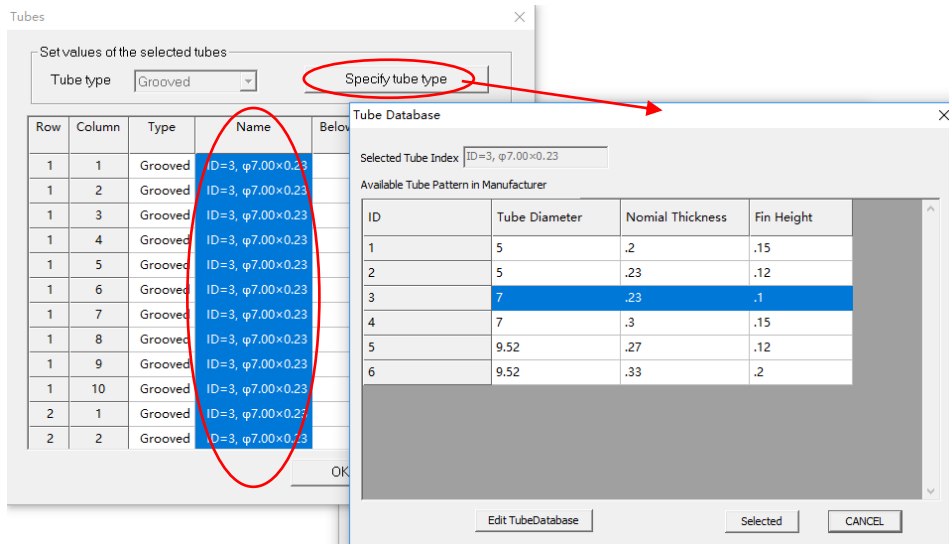 Tubes
Set values of the selected tubes
Tube type Grooved Specify tube type
Row Column Type Name Below
1 1 Grooved ID=3, φ7.00×0.23
1 2 Grooved ID=3, φ7.00×0.23
1 3 Grooved ID=3, φ7.00×0.23
1 4 Grooved ID=3, φ7.00×0.23
1 5 Grooved ID=3, φ7.00×0.23
1 6 Grooved ID=3, φ7.00×0.23
1 7 Grooved ID=3, φ7.00×0.23
1 8 Grooved ID=3, φ7.00×0.23
1 9 Grooved ID=3, φ7.00×0.23
1 10 Grooved ID=3, φ7.00×0.23
2 1 Grooved ID=3, φ7.00×0.23
2 2 Grooved ID=3, φ7.00×0.23
OK
Tube Database
Selected Tube Index ID=3, φ7.00×0.23
Available Tube Pattern in Manufacturer
ID Tube Diameter Nomial Thickness Fin Height
1 5 .2 .15
2 5 .23 .12
3 7 .23 .1
4 7 .3 .15
5 9.52 .27 .12
6 9.52 .33 .2
Edit TubeDatabase Selected CANCEL